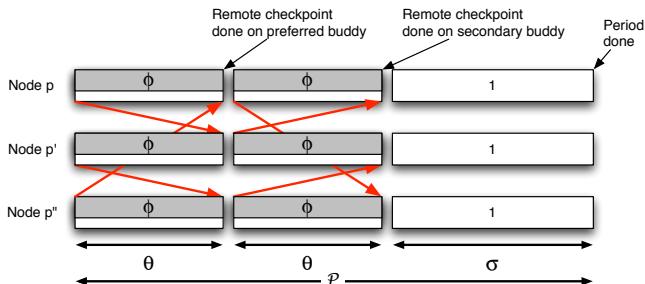 Remote checkpoint
done on preferred buddy
Remote checkpoint
done on secondary buddy
Period
done
Node p
ϕ
ϕ
1
Node p'
ϕ
ϕ
1
Node p"
ϕ
ϕ
1
θ
θ
σ
𝒫